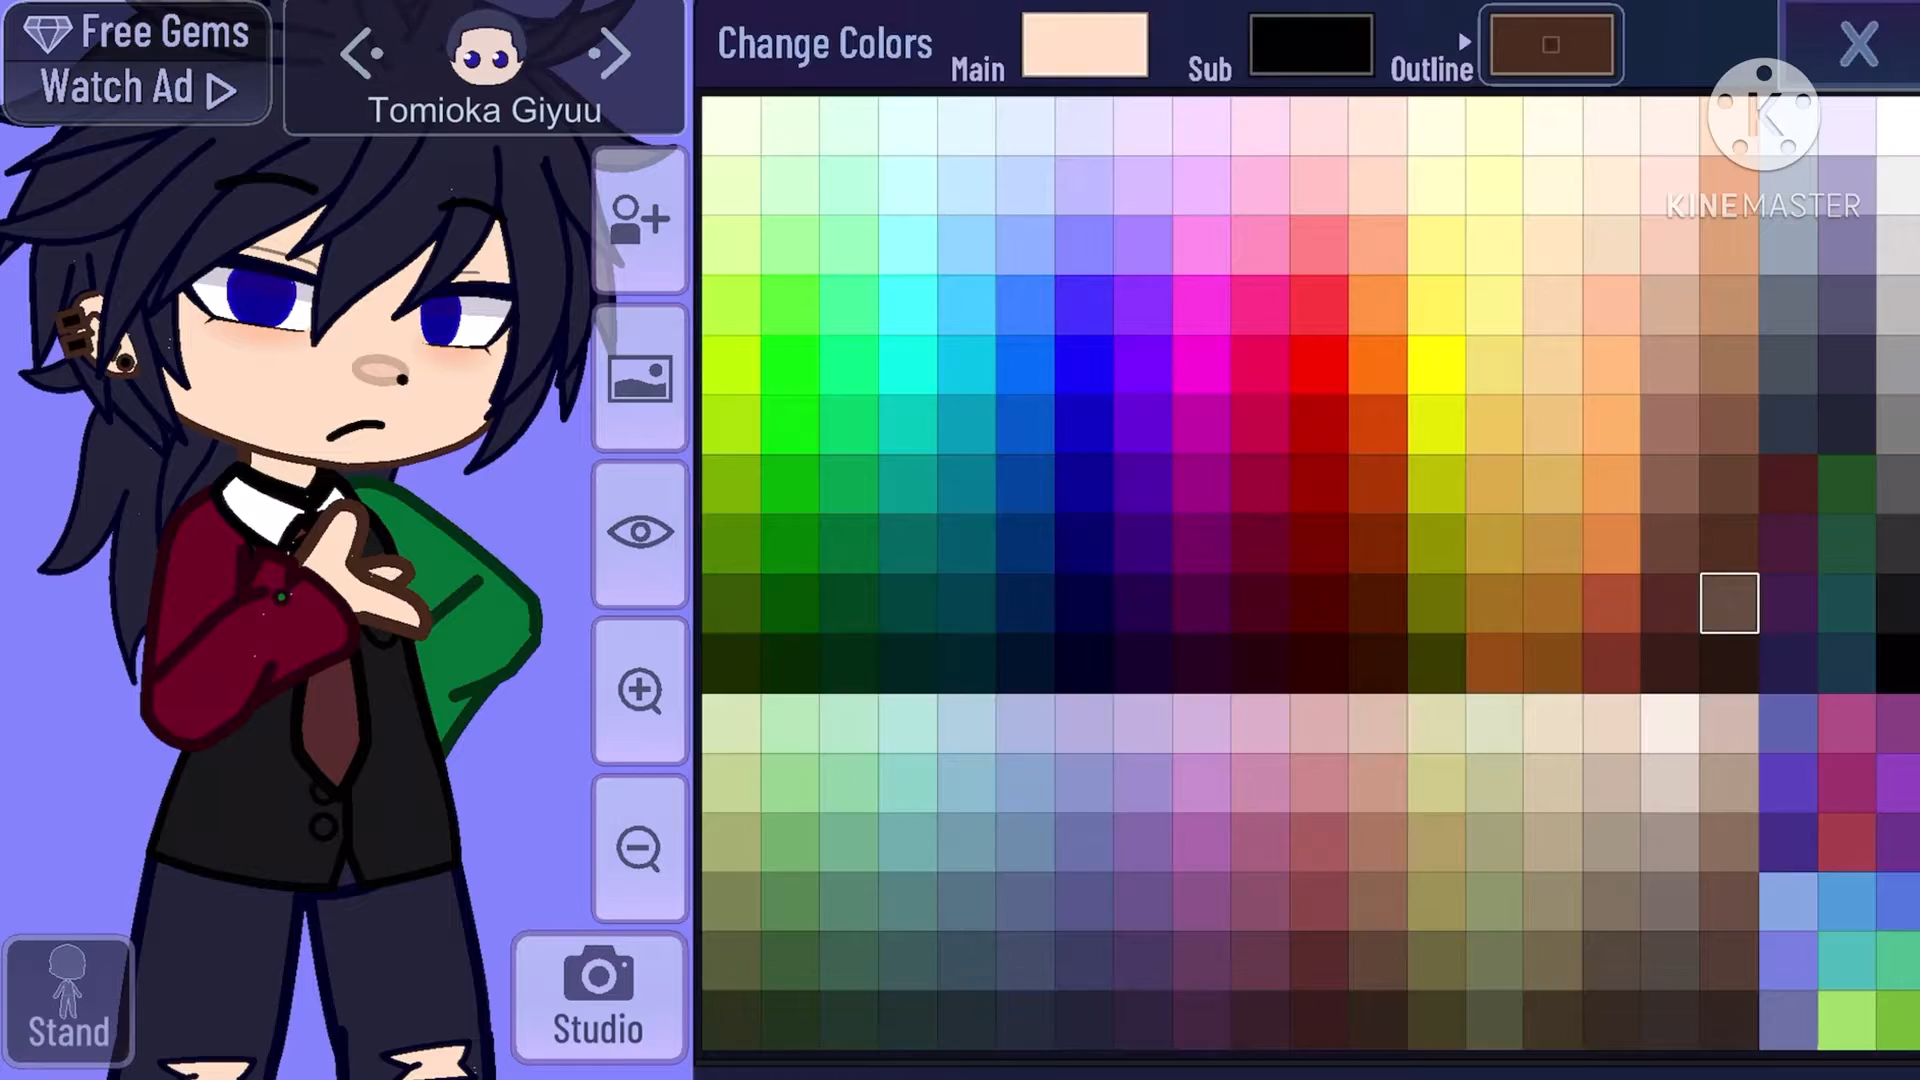 Free Gems
Watch Ad
Tomioka Giyuu
Change Colors
Main
Sub
Outline
K
KINEMASTER
Stand
Studio